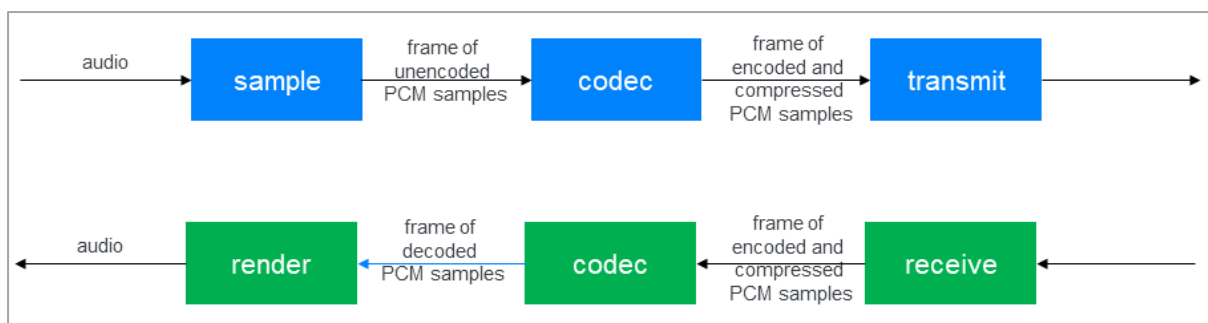 audio
sample
frame of
unencoded
PCM samples
codec
frame of
encoded and
compressed
PCM samples
transmit
audio
render
frame of
decoded
PCM samples
codec
frame of
encoded and
compressed
PCM samples
receive